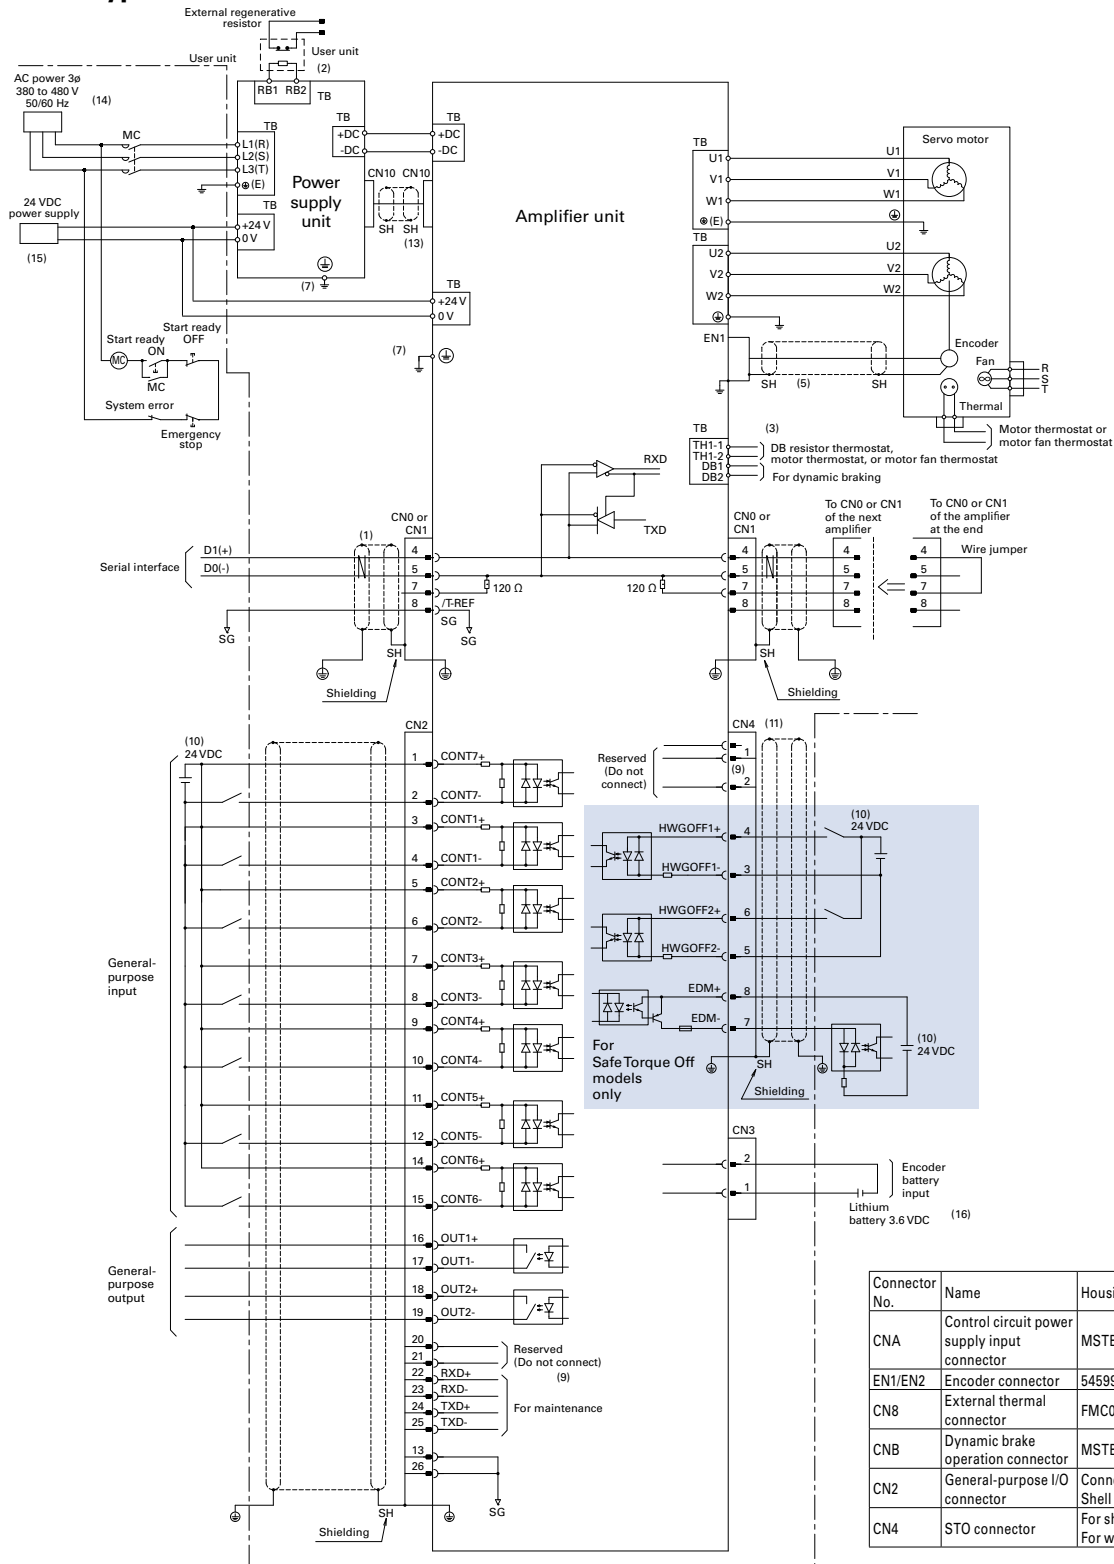 External regenerative
resistor
User unit
User unit
(2)
AC power 3ø
380 to 480 V
50/60 Hz
(14)
RB1 RB2
TB
MC
TB
L1(R)
L2(S)
L3(T)
(E)
TB
+DC
-DC
TB
+DC
-DC
CN10 CN10
Power
supply
unit
SH SH
(13)
TB
+24 V
0 V
24 VDC
power supply
(15)
(7)
Amplifier unit
TB
+24 V
0 V
(7)
Start ready
ON
Start ready
OFF
MC
MC
System error
Emergency
stop
TB
U1
V1
W1
(E)
TB
U2
V2
W2
EN1
U1
V1
W1
U2
V2
W2
Servo motor
Encoder
Fan
R
S
T
Thermal
SH (5) SH
Motor thermostat or
motor fan thermostat
TB
(3)
TH1-1
TH1-2
DB1
DB2
DB resistor thermostat,
motor thermostat, or motor fan thermostat
For dynamic braking
RXD
TXD
Serial interface
D1(+)
D0(-)
(1)
CN0 or
CN1
4
5
7
8
120 Ω
/T-REF
SG
SG
SG
SH
Shielding
120 Ω
CN0 or
CN1
4
5
7
8
SH
Shielding
To CN0 or CN1
of the next
amplifier
4
5
7
8
To CN0 or CN1
of the amplifier
at the end
4
5
7
8
Wire jumper
CN2
(10)
24 VDC
General-
purpose
input
1 CONT7+
2 CONT7-
3 CONT1+
4 CONT1-
5 CONT2+
6 CONT2-
7 CONT3+
8 CONT3-
9 CONT4+
10 CONT4-
11 CONT5+
12 CONT5-
14 CONT6+
15 CONT6-
General-
purpose
output
16 OUT1+
17 OUT1-
18 OUT2+
19 OUT2-
20
21
Reserved
(Do not connect)
(9)
22 RXD+
23 RXD-
24 TXD+
25 TXD-
For maintenance
13
26
SG
SH
Shielding
CN4 (11)
Reserved
(Do not
connect)
1
(9)
2
HWGOFF1+ 4
HWGOFF1- 3
HWGOFF2+ 6
HWGOFF2- 5
EDM+ 8
EDM- 7
(10)
24 VDC
(10)
24 VDC
For
Safe Torque Off
models
only
SH
Shielding
CN3
2
1
Encoder
battery
input
Lithium
battery 3.6 VDC
(16)
Connector
No.
Name
CNA
Control circuit power
supply input
connector
EN1/EN2 Encoder connector
CN8
External thermal
connector
CNB
Dynamic brake
operation connector
CN2
General-purpose I/O
connector
Shell
CN4 STO connector